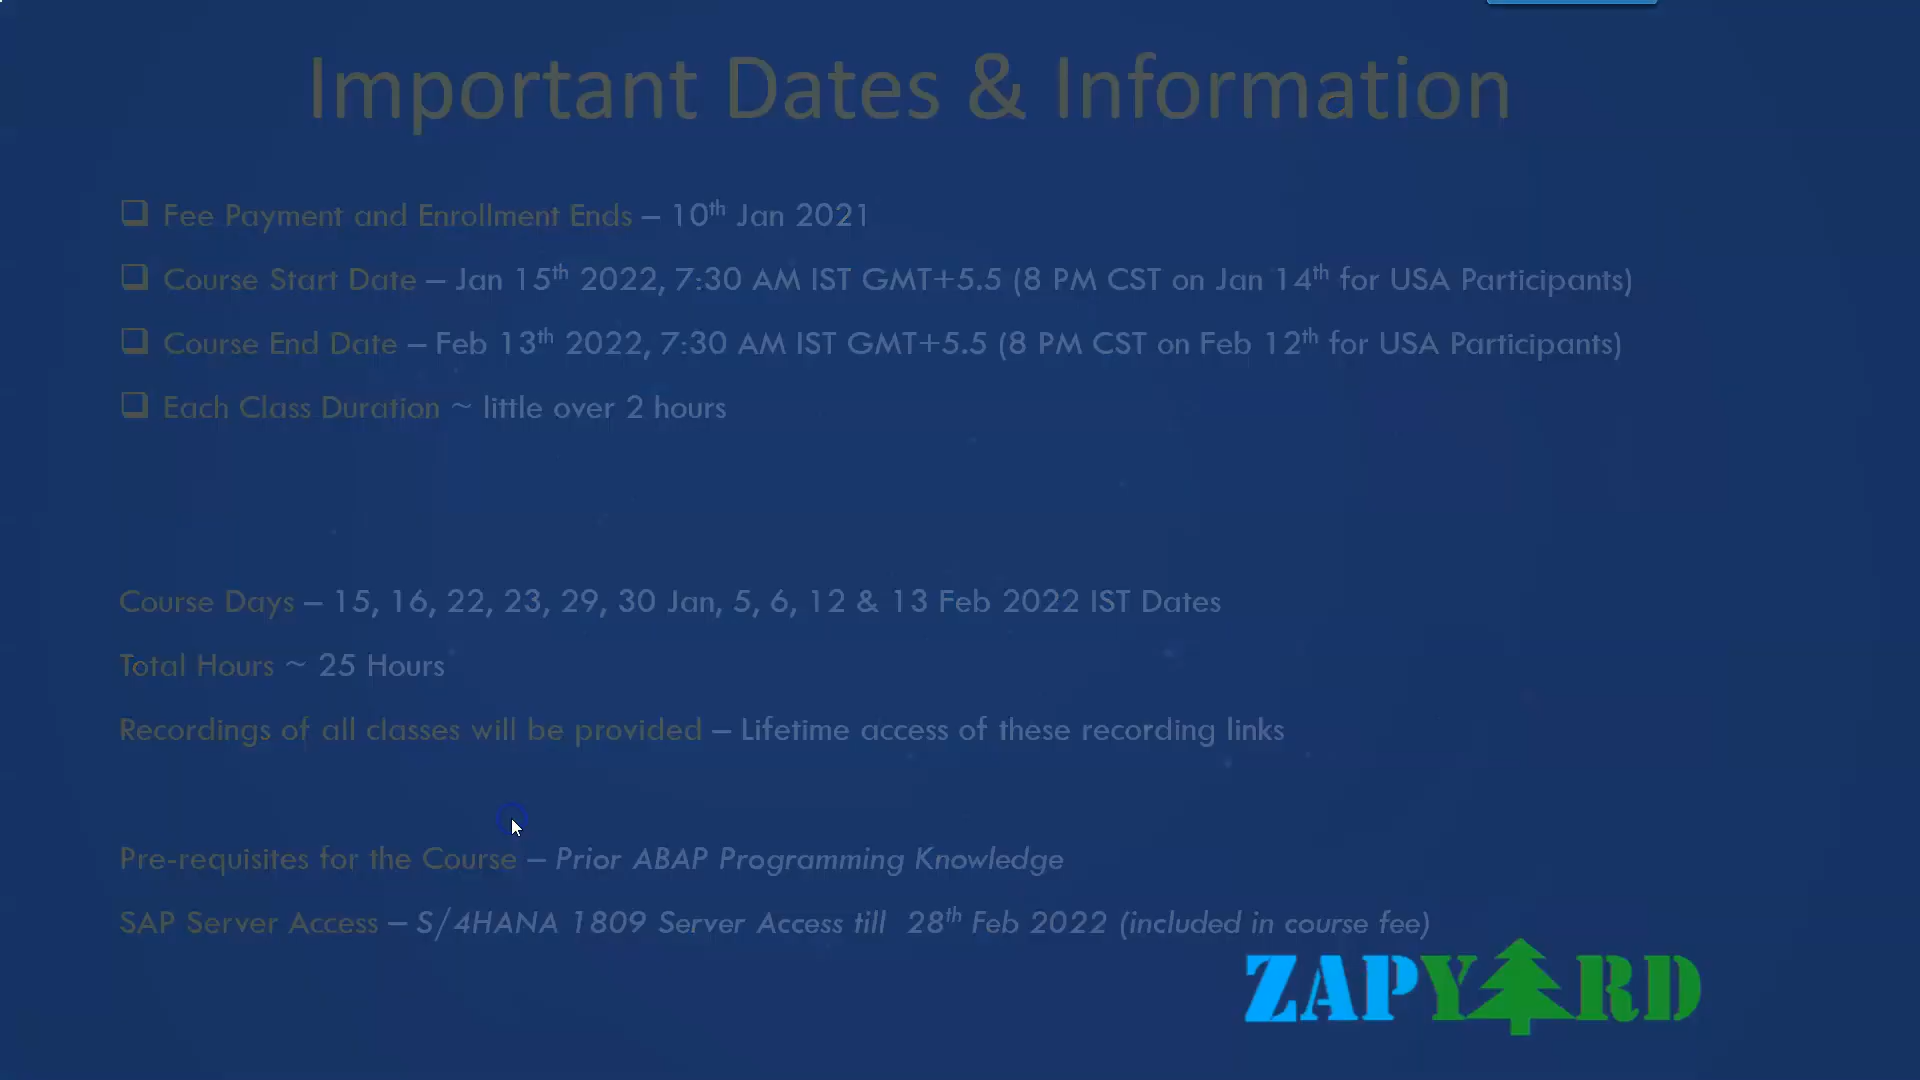 Important Dates & Information
Fee Payment and Enrollment Ends – 10th Jan 2021
Course Start Date – Jan 15th 2022, 7:30 AM IST GMT+5.5 (8 PM CST on Jan 14th for USA Participants)
Course End Date – Feb 13th 2022, 7:30 AM IST GMT+5.5 (8 PM CST on Feb 12th for USA Participants)
Each Class Duration ~ little over 2 hours
Course Days – 15, 16, 22, 23, 29, 30 Jan, 5, 6, 12 & 13 Feb 2022 IST Dates
Total Hours ~ 25 Hours
Recordings of all classes will be provided – Lifetime access of these recording links
Pre-requisites for the Course – Prior ABAP Programming Knowledge
SAP Server Access – S/4HANA 1809 Server Access till 28th Feb 2022 (included in course fee)
ZAPYARD